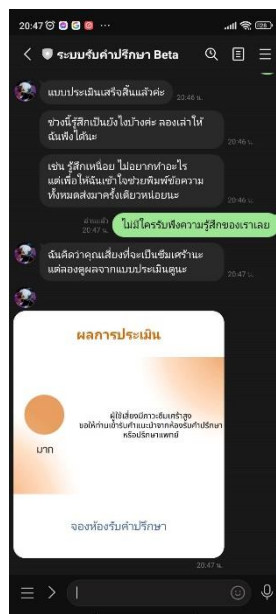 20:47
ระบบรับคำปรึกษา Beta
แบบประเมินเสร็จสิ้นแล้วค่ะ
20:46 น.
ช่วงนี้รู้สึกเป็นยังไงบ้างค่ะ ลองเล่าให้
ฉันฟังได้นะ
20:46 น.
เช่น รู้สึกเหนื่อย ไม่อยากทำอะไร
แต่เพื่อให้ฉันเข้าใจช่วยพิมพ์ข้อความ
ทั้งหมดส่งมาครั้งเดียวหน่อยนะ
20:46 น.
อ่านแล้ว
20:47 น.
ไม่มีใครรับฟังความรู้สึกของเราเลย
ฉันคิดว่าคุณเสี่ยงที่จะเป็นซึมเศร้านะ
แต่ลองดูผลจากแบบประเมินดูนะ
20:47 น.
ผลการประเมิน
ผู้ใช้เสี่ยงมีภาวะซึมเศร้าสูง
ขอให้ท่านเข้ารับคำแนะนำจากห้องรับคำปรึกษา
หรือปรึกษาแพทย์
มาก
จองห้องรับคำปรึกษา
20:47 น.